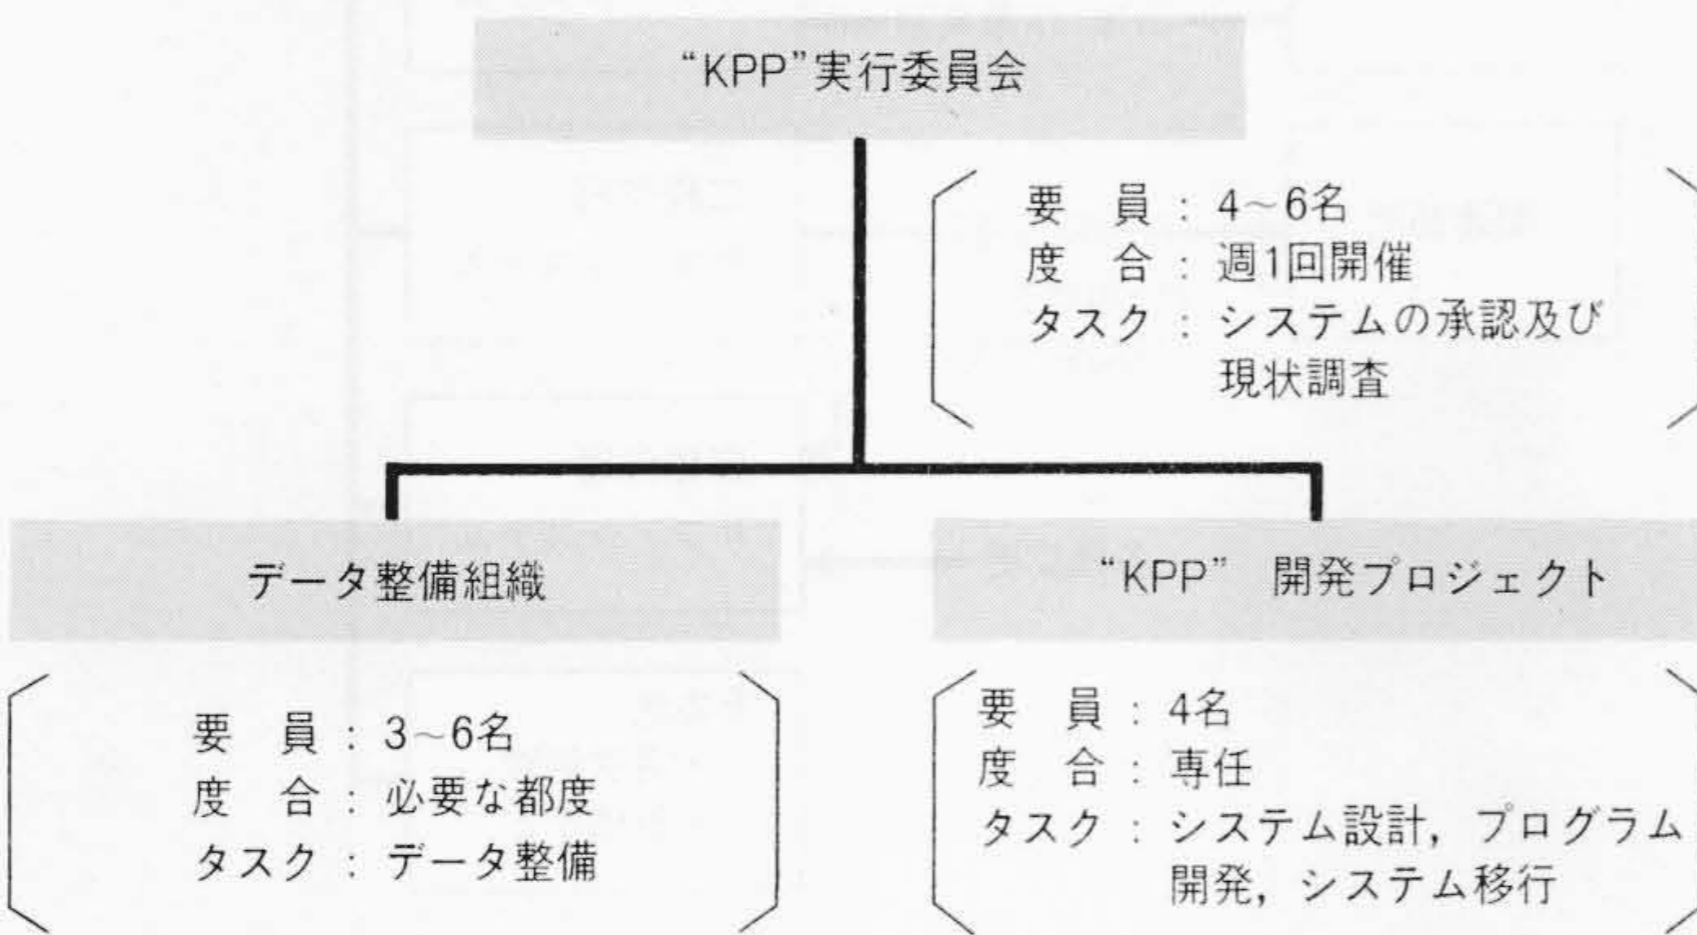 “KPP”実行委員会
要　員 : 4～6名
度　合 : 週1回開催
タスク : システムの承認及び
現状調査
データ整備組織
要　員 : 3～6名
度　合 : 必要な都度
タスク : データ整備
“KPP”　開発プロジェクト
要　員 : 4名
度　合 : 専任
タスク : システム設計，プログラム
開発，システム移行